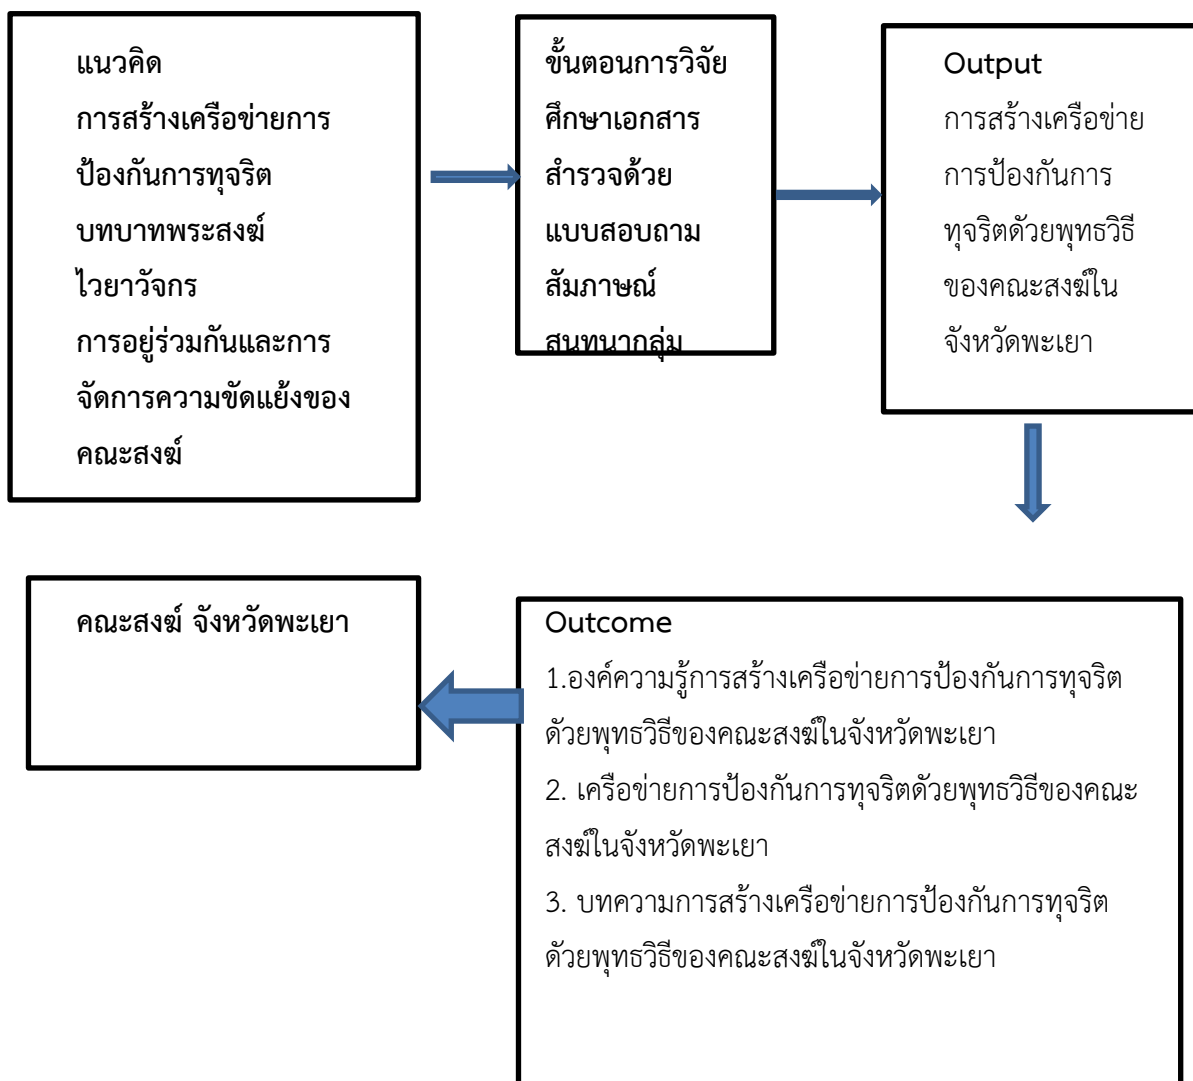 แนวคิด
การสร้างเครือข่ายการ
ป้องกันการทุจริต
บทบาทพระสงฆ์
ไวยาวัจกร
การอยู่ร่วมกันและการ
จัดการความขัดแย้งของ
คณะสงฆ์
ขั้นตอนการวิจัย
ศึกษาเอกสาร
สำรวจด้วย
แบบสอบถาม
สัมภาษณ์
สนทนากลุ่ม
Output
การสร้างเครือข่าย
การป้องกันการ
ทุจริตด้วยพุทธวิธี
ของคณะสงฆ์ใน
จังหวัดพะเยา
คณะสงฆ์ จังหวัดพะเยา
Outcome
1.องค์ความรู้การสร้างเครือข่ายการป้องกันการทุจริต
ด้วยพุทธวิธีของคณะสงฆ์ในจังหวัดพะเยา
2. เครือข่ายการป้องกันการทุจริตด้วยพุทธวิธีของคณะ
สงฆ์ในจังหวัดพะเยา
3. บทความการสร้างเครือข่ายการป้องกันการทุจริต
ด้วยพุทธวิธีของคณะสงฆ์ในจังหวัดพะเยา